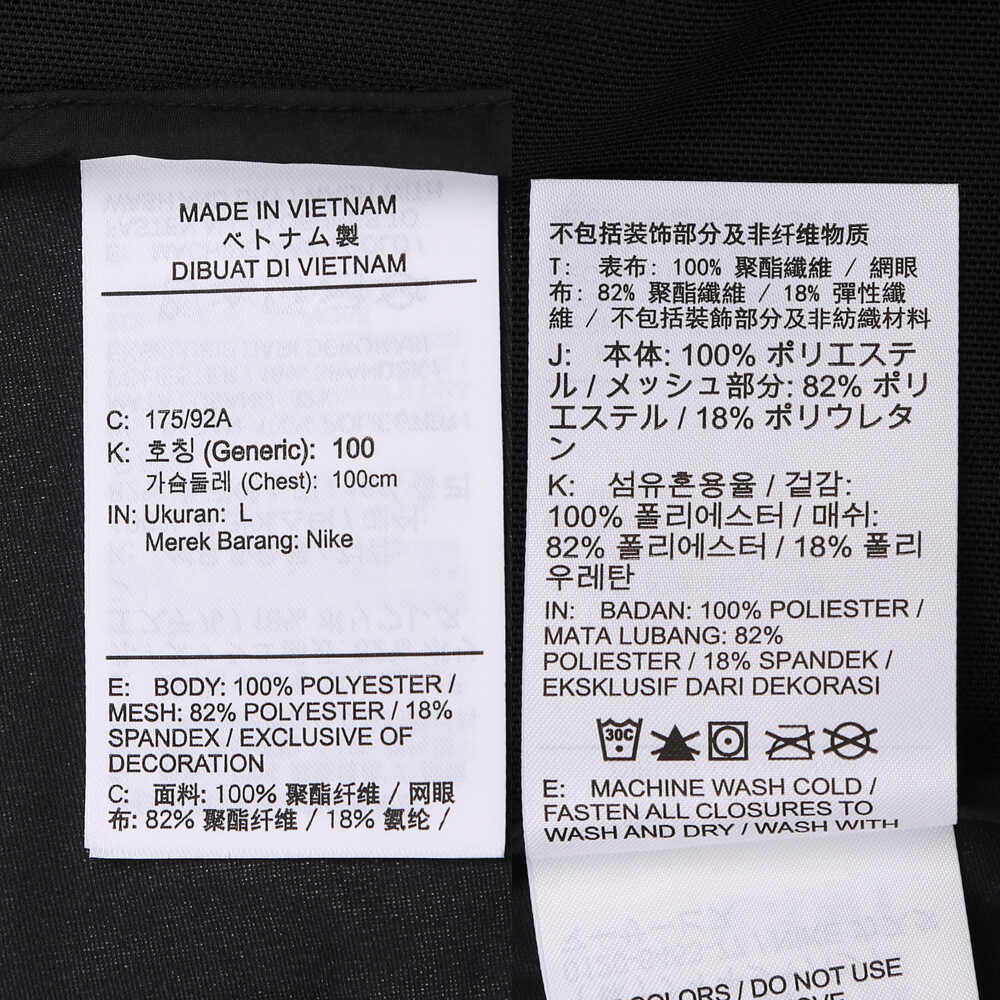 MADE IN VIETNAM
ベトナム製
DIBUAT DI VIETNAM
C: 175/92A
K: 호칭 (Generic): 100
가슴둘레 (Chest): 100cm
IN: Ukuran: L
Merek Barang: Nike
E: BODY: 100% POLYESTER /
MESH: 82% POLYESTER / 18%
SPANDEX / EXCLUSIVE OF
DECORATION
C: 面料: 100% 聚酯纤维 / 网眼
布: 82% 聚酯纤维 / 18% 氨纶 /
不包括装饰部分及非纤维物质
T: 表布: 100% 聚酯纖維 / 網眼
布: 82% 聚酯纖維 / 18% 彈性纖
維 / 不包括裝飾部分及非紡織材料
J: 本体: 100% ポリエステ
ル / メッシュ部分: 82% ポリ
エステル / 18% ポリウレタ
ン
K: 섬유혼용율 / 겉감:
100% 폴리에스터 / 매쉬:
82% 폴리에스터 / 18% 폴리
우레탄
IN: BADAN: 100% POLIESTER /
MATA LUBANG: 82%
POLIESTER / 18% SPANDEK /
EKSKLUSIF DARI DEKORASI
30C
E: MACHINE WASH COLD /
FASTEN ALL CLOSURES TO
WASH AND DRY / WASH WITH
COLORS / DO NOT USE